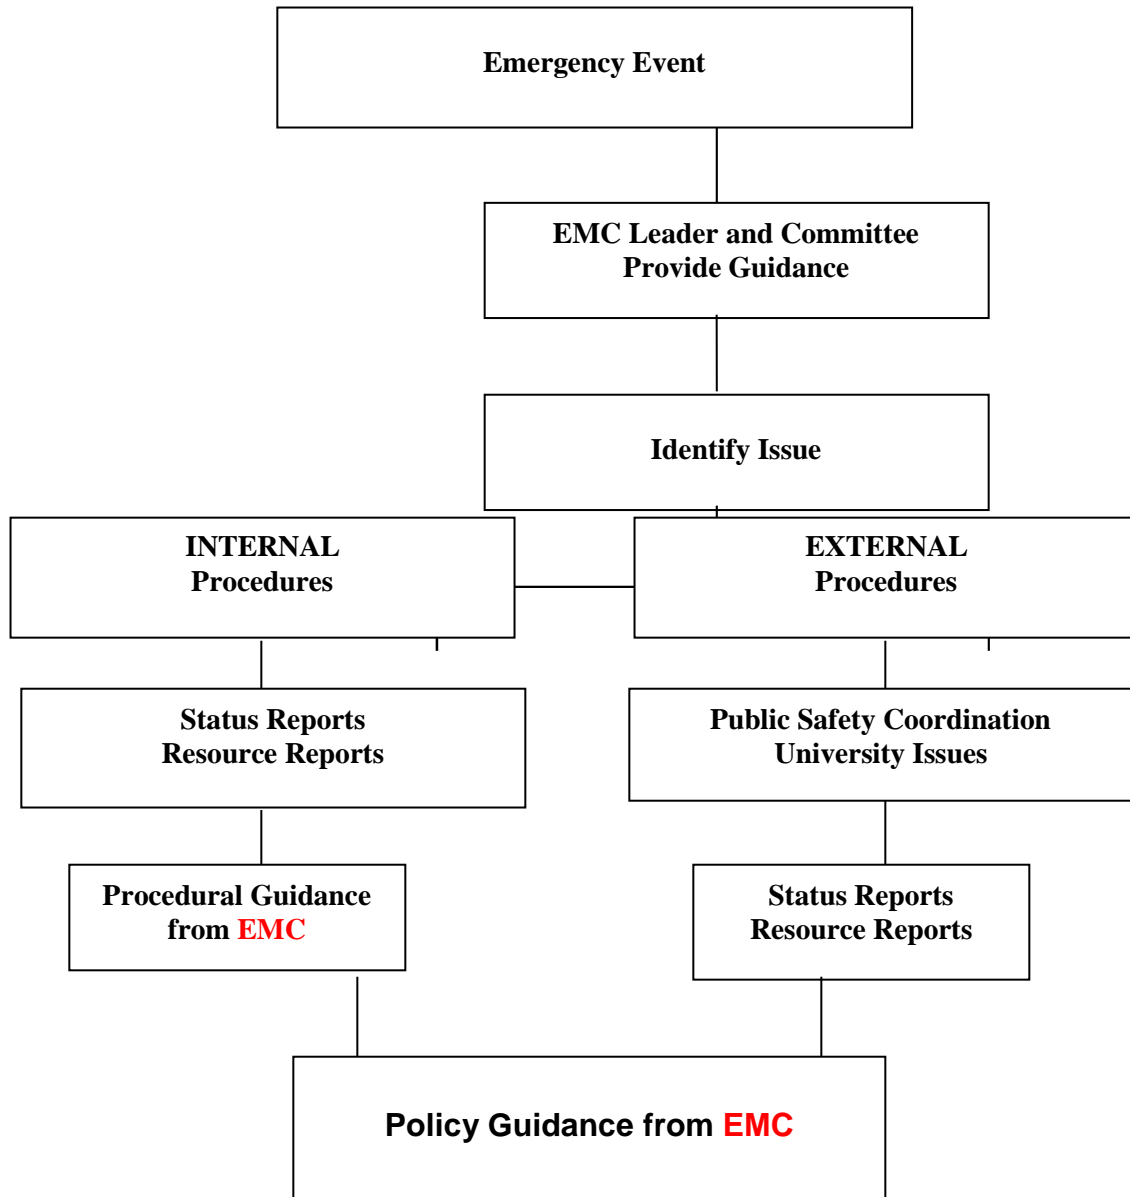 Emergency Event
EMC Leader and Committee
Provide Guidance
Identify Issue
INTERNAL
Procedures
EXTERNAL
Procedures
Status Reports
Resource Reports
Public Safety Coordination
University Issues
Procedural Guidance
from EMC
Status Reports
Resource Reports
Policy Guidance from EMC